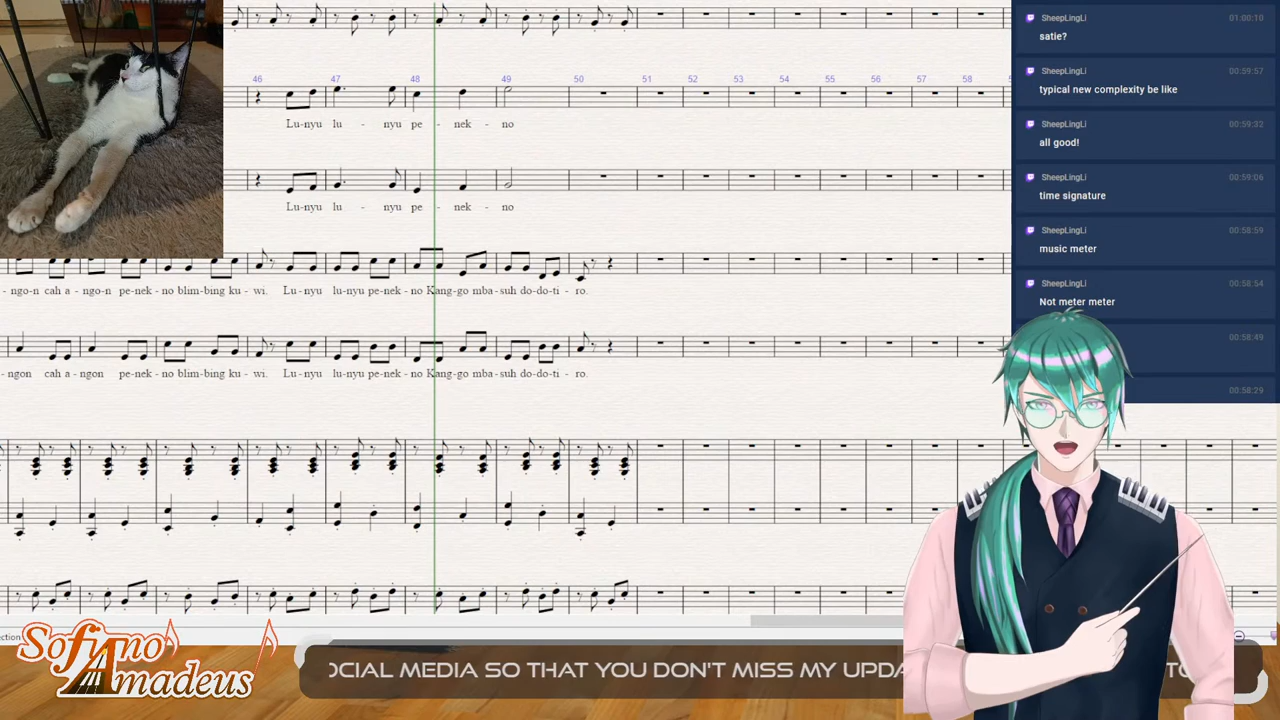 46 47 48 49 50 51 52 53 54 55 56 57 58
Lu-nyu lu - nyu pe - nek - no
Lu-nyu lu - nyu pe - nek - no
- ngo-n cah a - ngo-n pe-nek - no blim-bing ku - wi. Lu-nyu lu-nyu pe-nek - no Kang-go mba-suh do-do-ti - ro.
- ngon cah a - ngon pe-nek - no blim-bing ku - wi. Lu-nyu lu-nyu pe-nek - no Kang-go mba-suh do-do-ti - ro.
SheepLingLi 01:00:10
satie?
SheepLingLi 00:59:57
typical new complexity be like
SheepLingLi 00:59:32
all good!
SheepLingLi 00:59:06
time signature
SheepLingLi 00:58:59
music meter
SheepLingLi 00:58:54
Not meter meter
00:58:49
00:58:29
ection
Sofiano
Amadeus
OCIAL MEDIA SO THAT YOU DON'T MISS MY UPDA